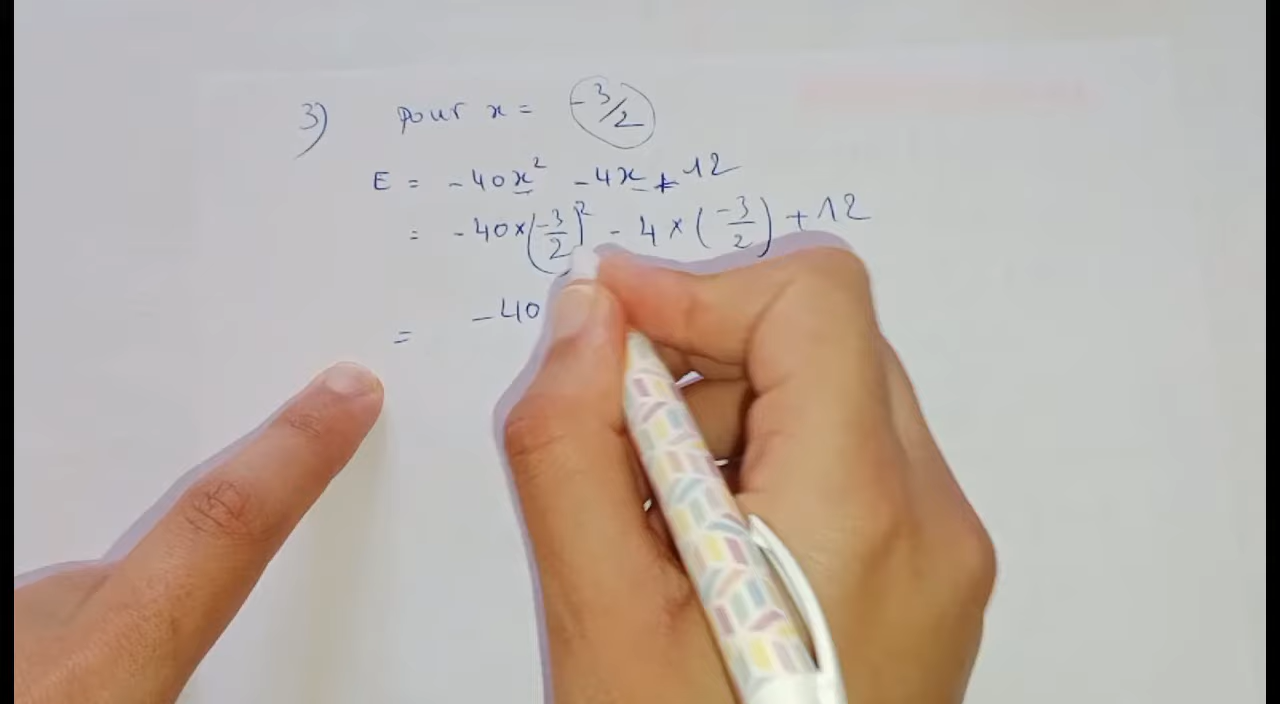 3) pour x = -3/2
E = -40x² -4x + 12
= -40×(-3/2)² - 4 × (-3/2) + 12
= -40